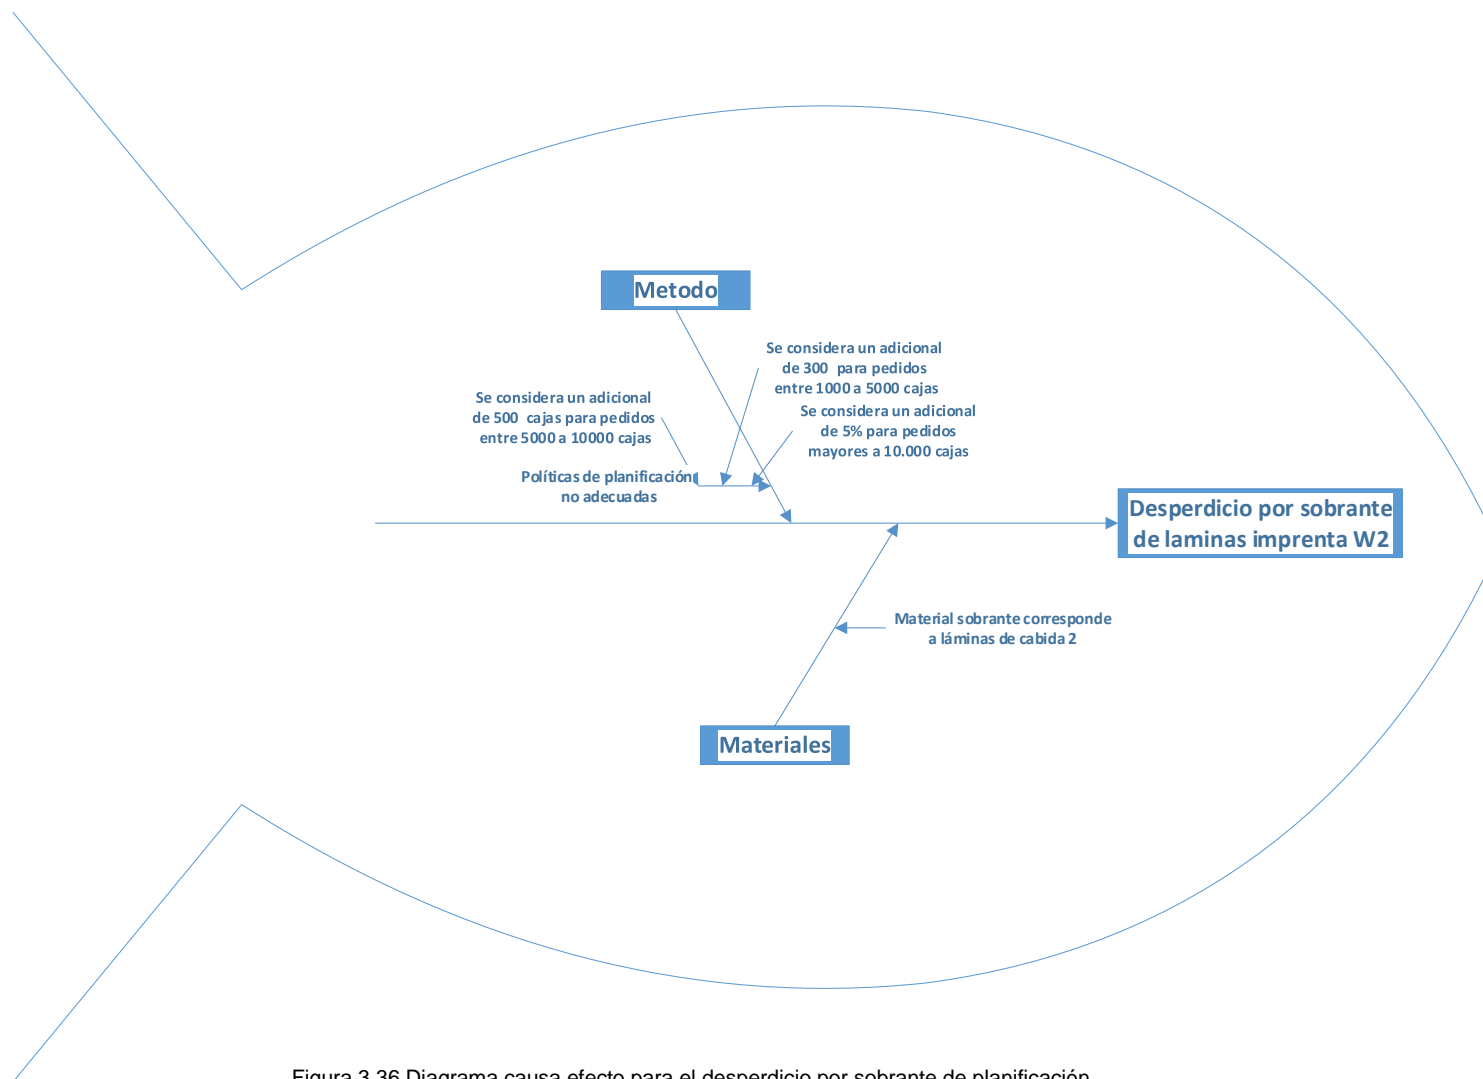 Metodo
Se considera un adicional
de 300 para pedidos
entre 1000 a 5000 cajas
Se considera un adicional
de 500 cajas para pedidos
entre 5000 a 10000 cajas
Se considera un adicional
de 5% para pedidos
mayores a 10.000 cajas
Políticas de planificación
no adecuadas
Desperdicio por sobrante
de laminas imprenta W2
Material sobrante corresponde
a láminas de cabida 2
Materiales
Figura 3.36 Diagrama causa efecto para el desperdicio por sobrante de planificación